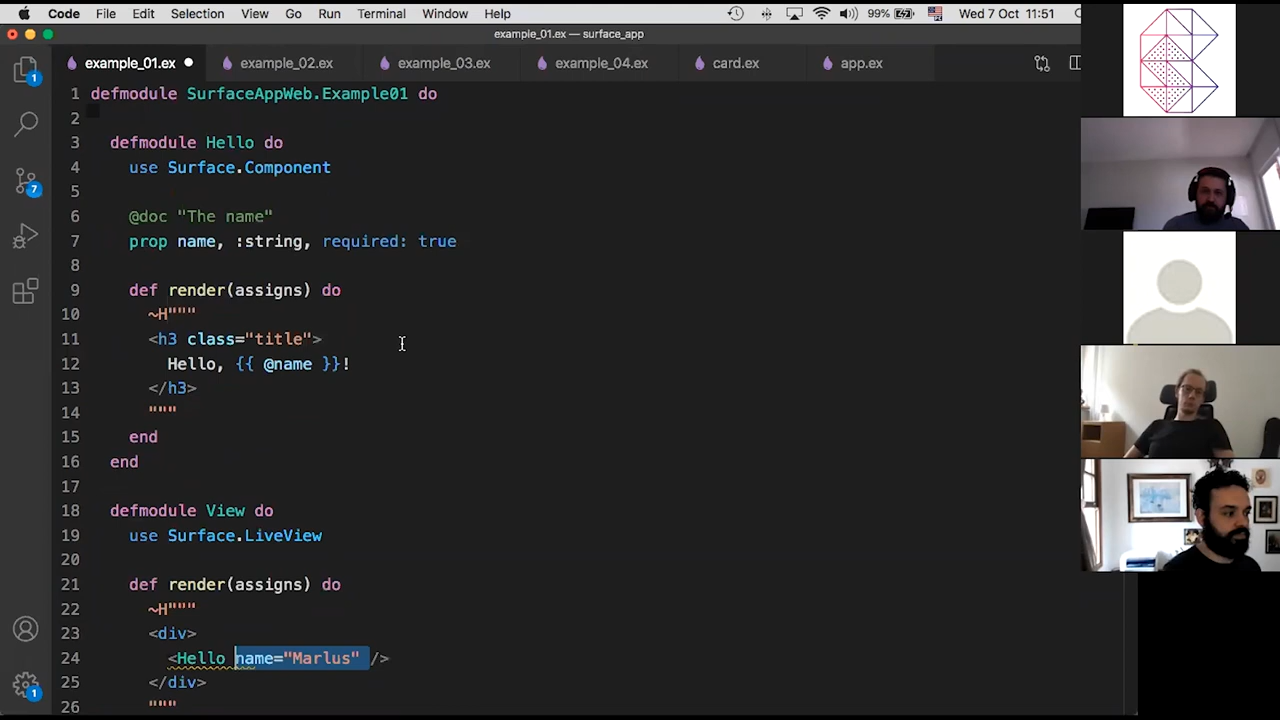 Code File Edit Selection View Go Run Terminal Window Help 99% Wed 7 Oct 11:51
example_01.ex — surface_app
example_01.ex example_02.ex example_03.ex example_04.ex card.ex app.ex
1 defmodule SurfaceAppWeb.Example01 do
2
3 defmodule Hello do
4 use Surface.Component
5
6 @doc "The name"
7 prop name, :string, required: true
8
9 def render(assigns) do
10 ~H"""
11 <h3 class="title">
12 Hello, {{ @name }}!
13 </h3>
14 """
15 end
16 end
17
18 defmodule View do
19 use Surface.LiveView
20
21 def render(assigns) do
22 ~H"""
23 <div>
24 <Hello name="Marlus" />
25 </div>
26 """
1
7
1